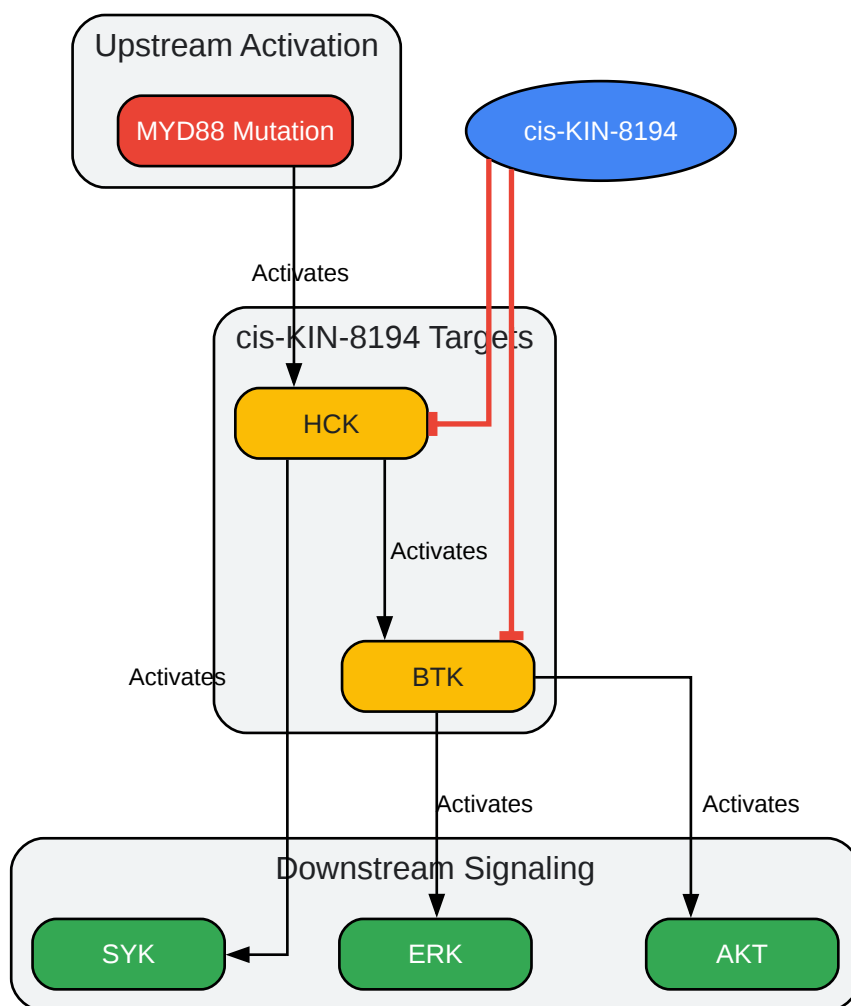 Upstream Activation
MYD88 Mutation
cis-KIN-8194
Activates
cis-KIN-8194 Targets
HCK
Activates
BTK
Activates
Activates
Activates
Downstream Signaling
SYK
ERK
AKT